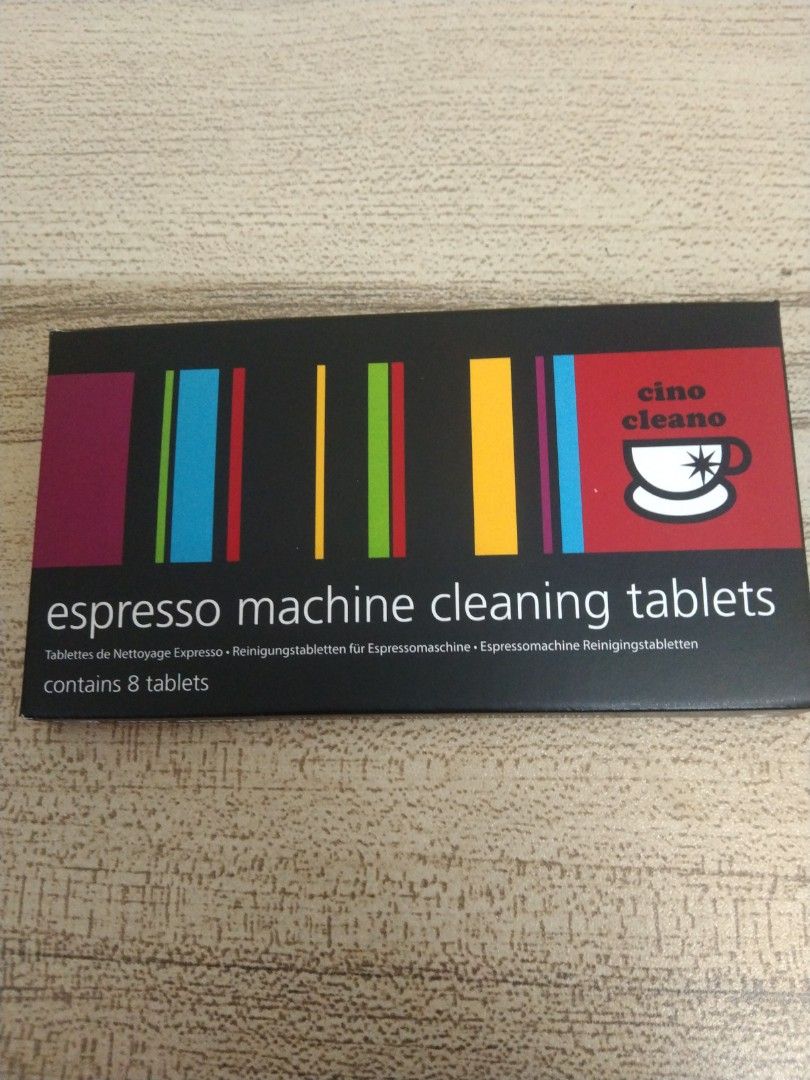 cino
cleano
espresso machine cleaning tablets
Tablettes de Nettoyage Expresso • Reinigungstabletten für Espressomaschine • Espressomachine Reinigingstabletten
contains 8 tablets